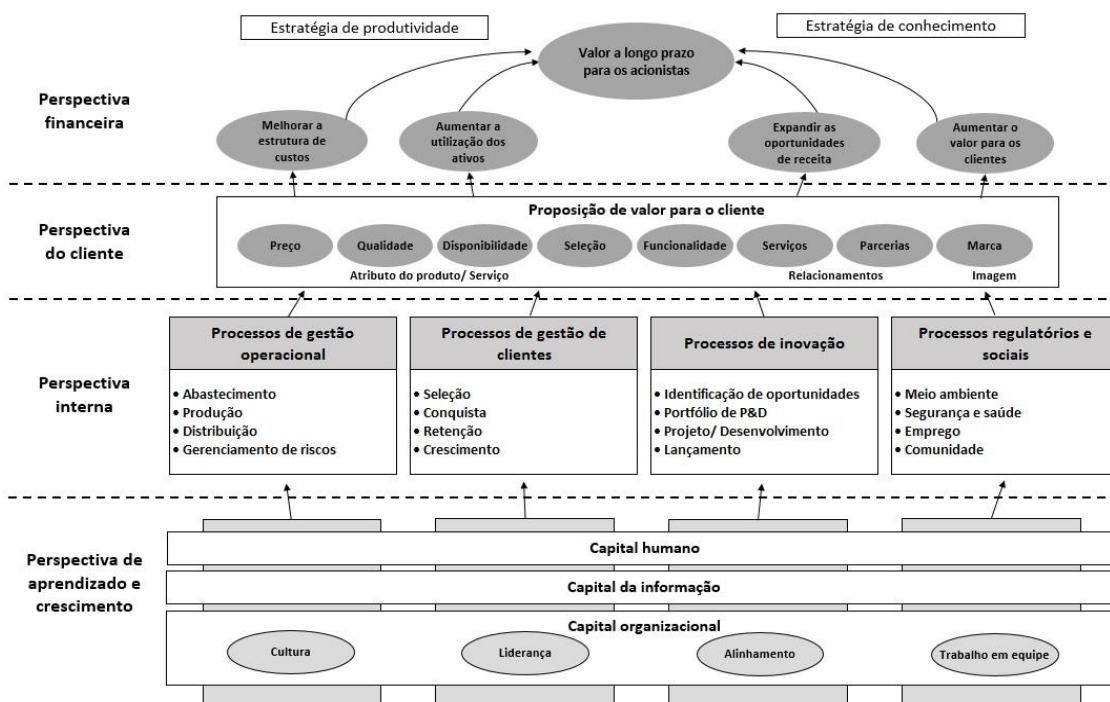 Estratégia de produtividade
Estratégia de conhecimento
Valor a longo prazo
para os acionistas
Perspectiva
financeira
Melhorar a
estrutura de
custos
Aumentar a
utilização dos
ativos
Expandir as
oportunidades
de receita
Aumentar o
valor para os
clientes
Perspectiva
do cliente
Proposição de valor para o cliente
Preço
Qualidade
Disponibilidade
Seleção
Funcionalidade
Serviços
Parcerias
Marca
Atributo do produto/ Serviço
Relacionamentos
Imagem
Perspectiva
interna
Processos de gestão
operacional
• Abastecimento
• Produção
• Distribuição
• Gerenciamento de riscos
Processos de gestão de
clientes
• Seleção
• Conquista
• Retenção
• Crescimento
Processos de inovação
• Identificação de oportunidades
• Portfólio de P&D
• Projeto/ Desenvolvimento
• Lançamento
Processos regulatórios e
sociais
• Meio ambiente
• Segurança e saúde
• Emprego
• Comunidade
Perspectiva de
aprendizado e
crescimento
Capital humano
Capital da informação
Capital organizacional
Cultura
Liderança
Alinhamento
Trabalho em equipe